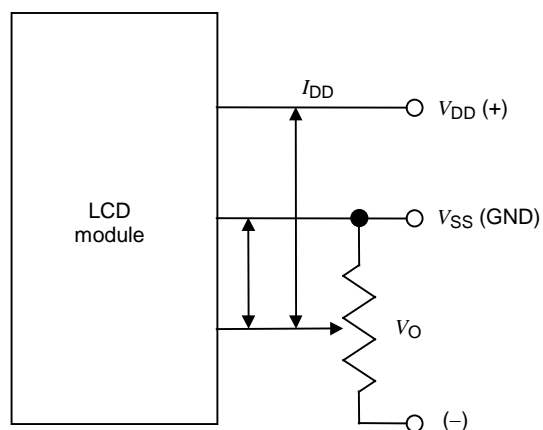 IDD
VDD (+)
LCD
module
VSS (GND)
VO
(−)